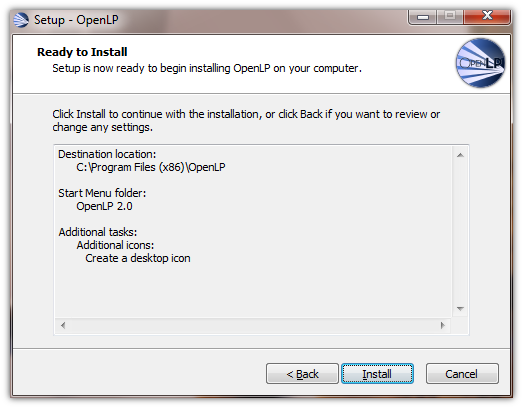 Setup - OpenLP
Ready to Install
Setup is now ready to begin installing OpenLP on your computer.
OPENLP
Click Install to continue with the installation, or click Back if you want to review or
change any settings.
Destination location:
C:\Program Files (x86)\OpenLP
Start Menu folder:
OpenLP 2.0
Additional tasks:
Additional icons:
Create a desktop icon
< Back
Install
Cancel